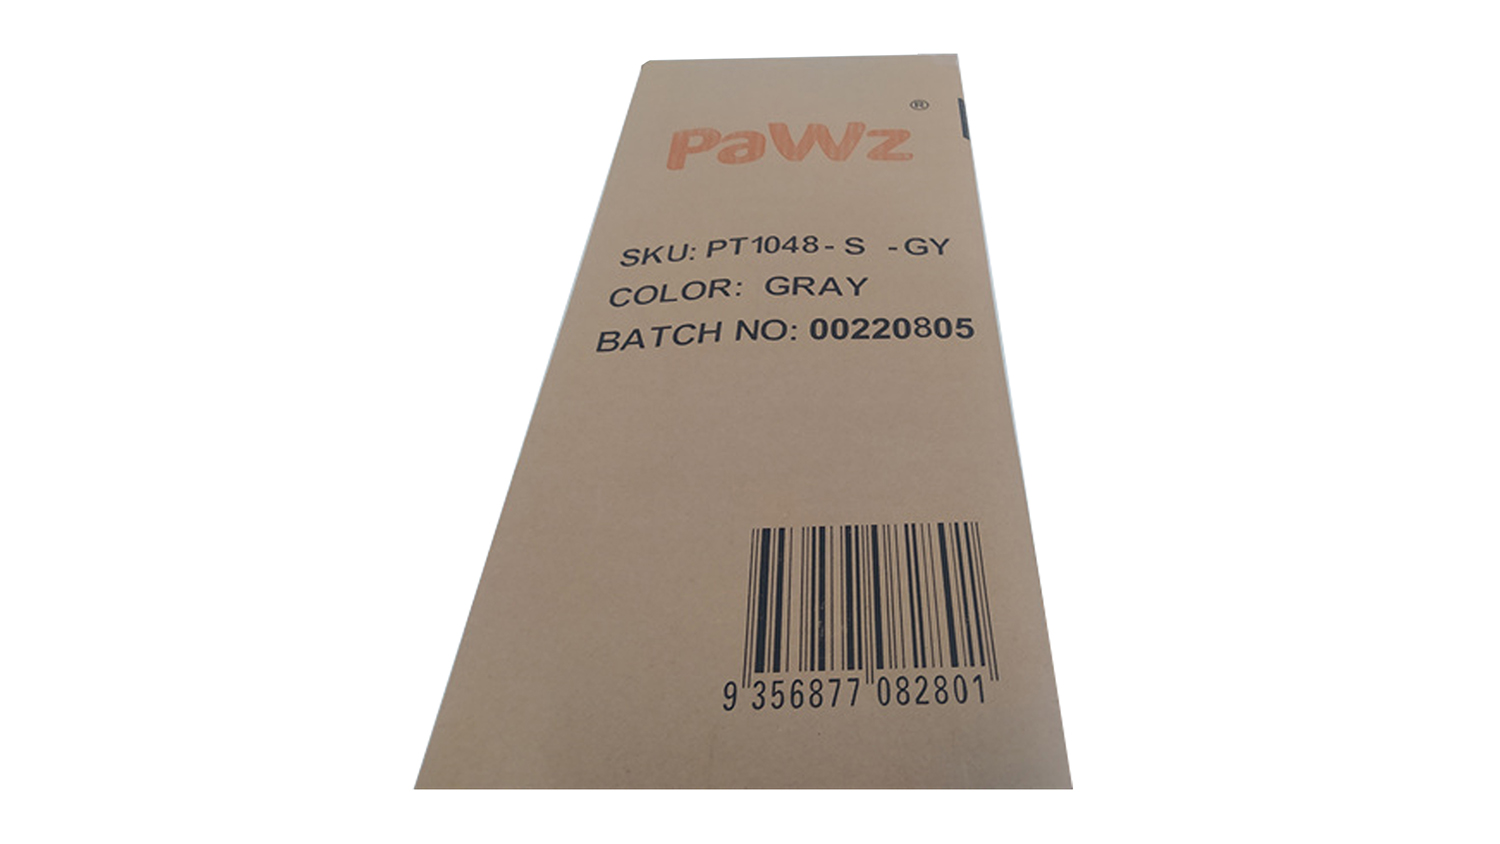 PaWz®
SKU: PT1048-S -GY
COLOR: GRAY
BATCH NO: 00220805
9 356877 082801